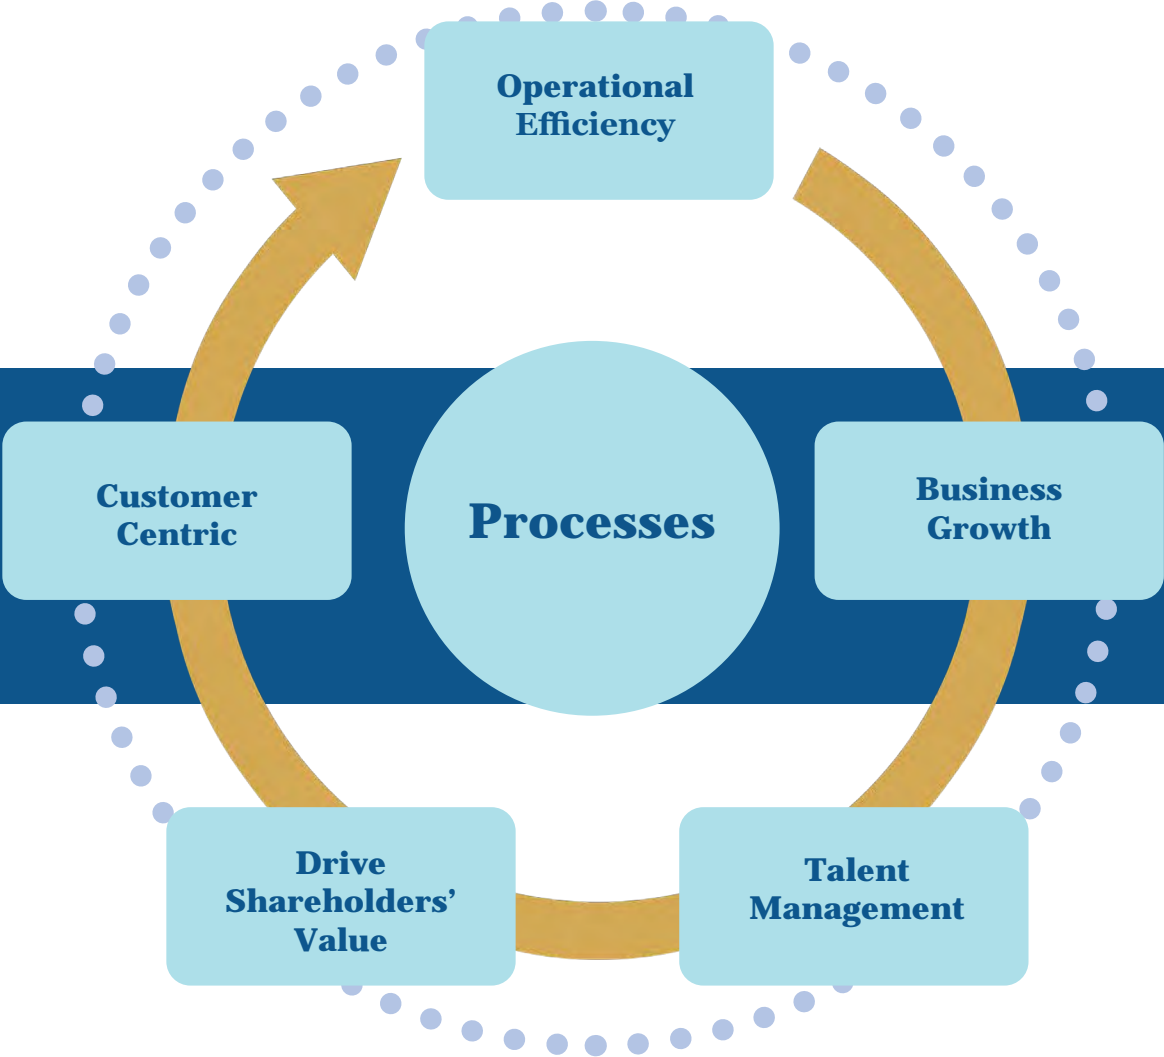 Operational
Efficiency
Customer
Centric
Processes
Business
Growth
Drive
Shareholders’
Value
Talent
Management